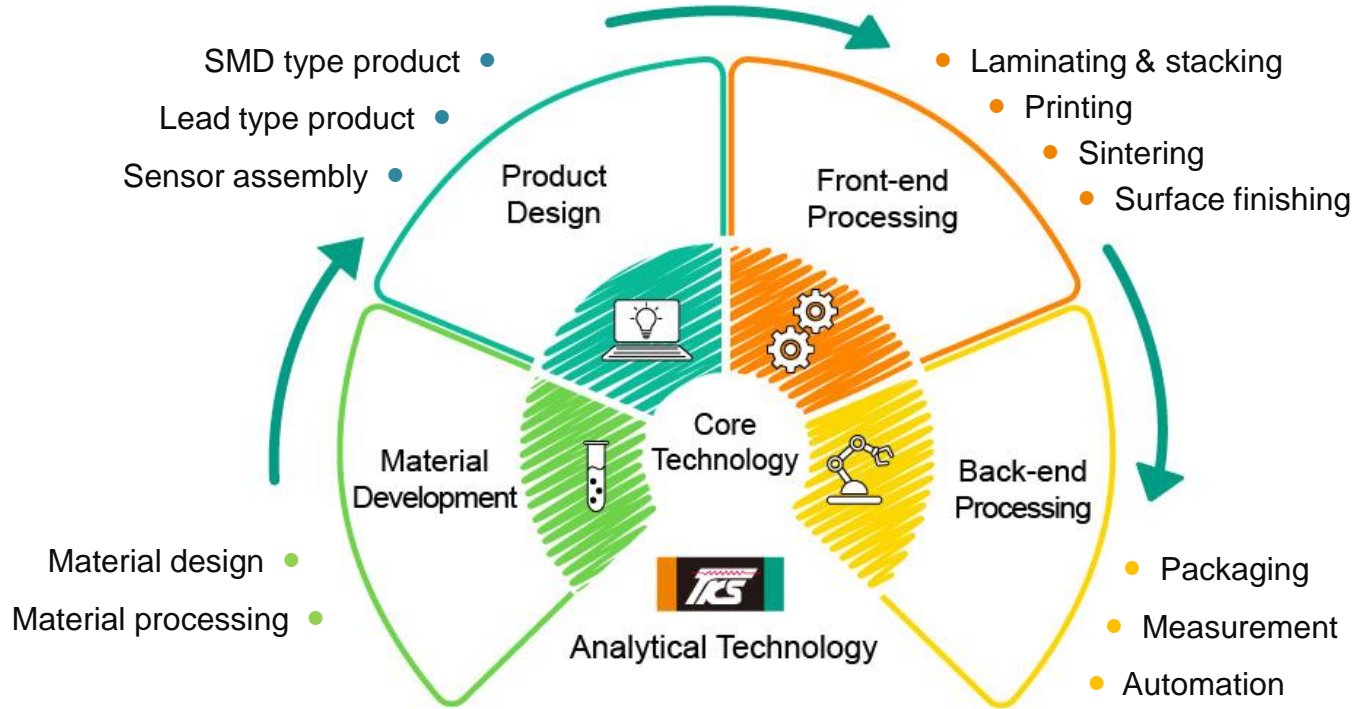 SMD type product
Lead type product
Sensor assembly
Laminating & stacking
Printing
Sintering
Surface finishing
Product
Design
Front-end
Processing
Material
Development
Core
Technology
Back-end
Processing
Material design
Material processing
TKS
Analytical Technology
Packaging
Measurement
Automation